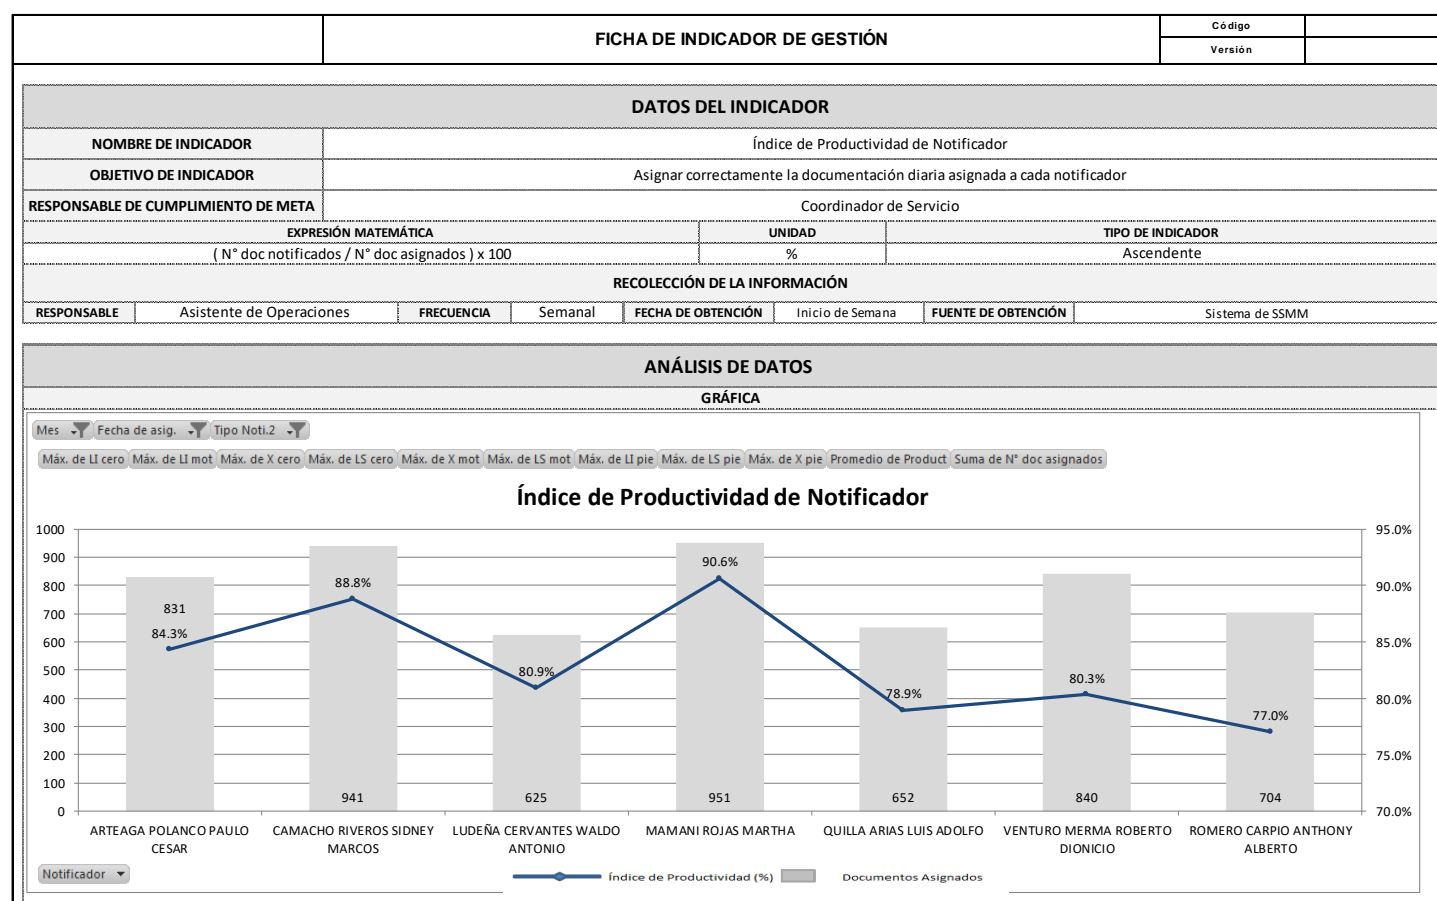 FICHA DE INDICADOR DE GESTIÓN
Código
Versión
DATOS DEL INDICADOR
NOMBRE DE INDICADOR
Índice de Productividad de Notificador
OBJETIVO DE INDICADOR
Asignar correctamente la documentación diaria asignada a cada notificador
RESPONSABLE DE CUMPLIMIENTO DE META
Coordinador de Servicio
EXPRESIÓN MATEMÁTICA
UNIDAD
TIPO DE INDICADOR
( N° doc notificados / N° doc asignados ) x 100
%
Ascendente
RECOLECCIÓN DE LA INFORMACIÓN
RESPONSABLE
Asistente de Operaciones
FRECUENCIA
Semanal
FECHA DE OBTENCIÓN
Inicio de Semana
FUENTE DE OBTENCIÓN
Sistema de SSMM
ANÁLISIS DE DATOS
GRÁFICA
Mes
Fecha de asig.
Tipo Noti.2
Máx. de LI cero
Máx. de LI mot
Máx. de X cero
Máx. de LS cero
Máx. de X mot
Máx. de LS mot
Máx. de LI pie
Máx. de LS pie
Máx. de X pie
Promedio de Product
Suma de N° doc asignados
Índice de Productividad de Notificador
1000
900
800
700
600
500
400
300
200
100
0
95.0%
90.0%
85.0%
80.0%
75.0%
70.0%
831
84.3%
88.8%
941
80.9%
625
90.6%
951
78.9%
652
80.3%
840
77.0%
704
ARTEAGA POLANCO PAULO
CESAR
CAMACHO RIVEROS SIDNEY
MARCOS
LUDEÑA CERVANTES WALDO
ANTONIO
MAMANI ROJAS MARTHA
QUILLA ARIAS LUIS ADOLFO
VENTURO MERMA ROBERTO
DIONICIO
ROMERO CARPIO ANTHONY
ALBERTO
Notificador
Índice de Productividad (%)
Documentos Asignados